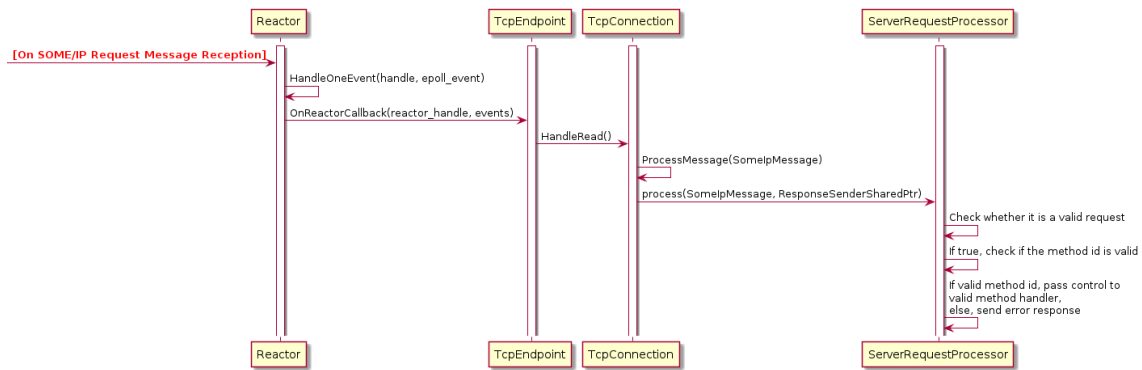 Reactor
TcpEndpoint
TcpConnection
ServerRequestProcessor
[On SOME/IP Request Message Reception]
HandleOneEvent(handle, epoll_event)
OnReactorCallback(reactor_handle, events)
HandleRead()
ProcessMessage(SomeIpMessage)
process(SomeIpMessage, ResponseSenderSharedPtr)
Check whether it is a valid request
If true, check if the method id is valid
If valid method id, pass control to
valid method handler,
else, send error response
Reactor
TcpEndpoint
TcpConnection
ServerRequestProcessor